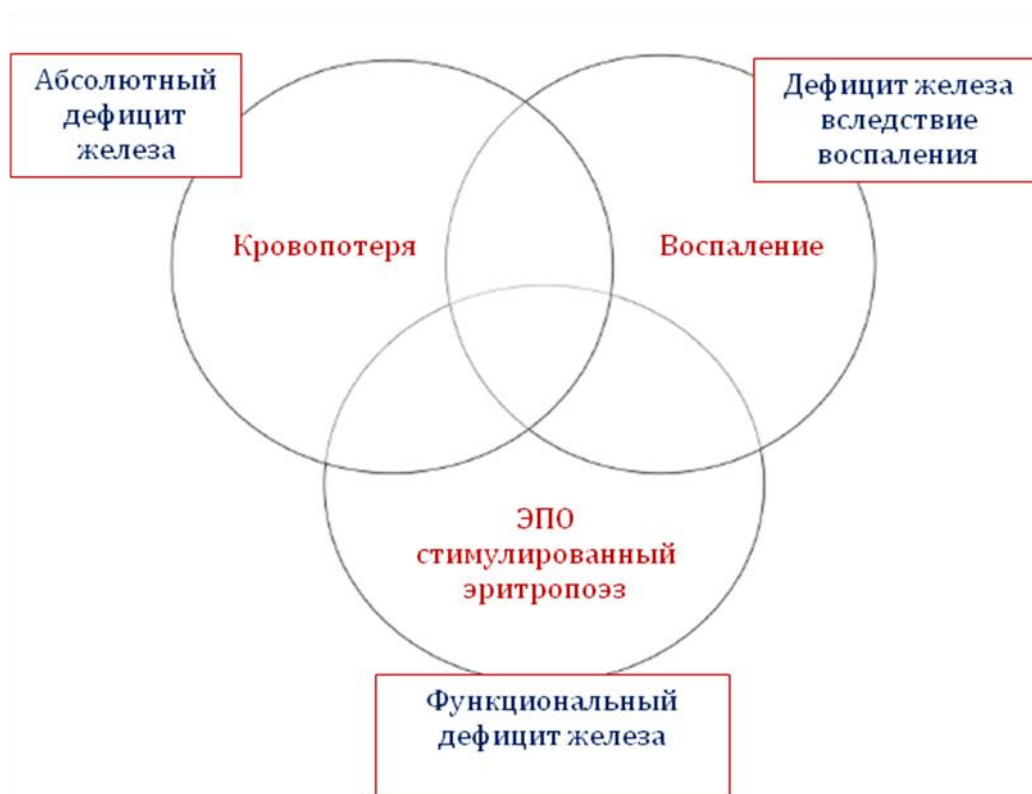 Абсолютный
дефицит
железа
Дефицит железа
вследствие
воспаления
Кровопотеря
Воспаление
ЭПО
стимулированный
эритропоэз
Функциональный
дефицит железа